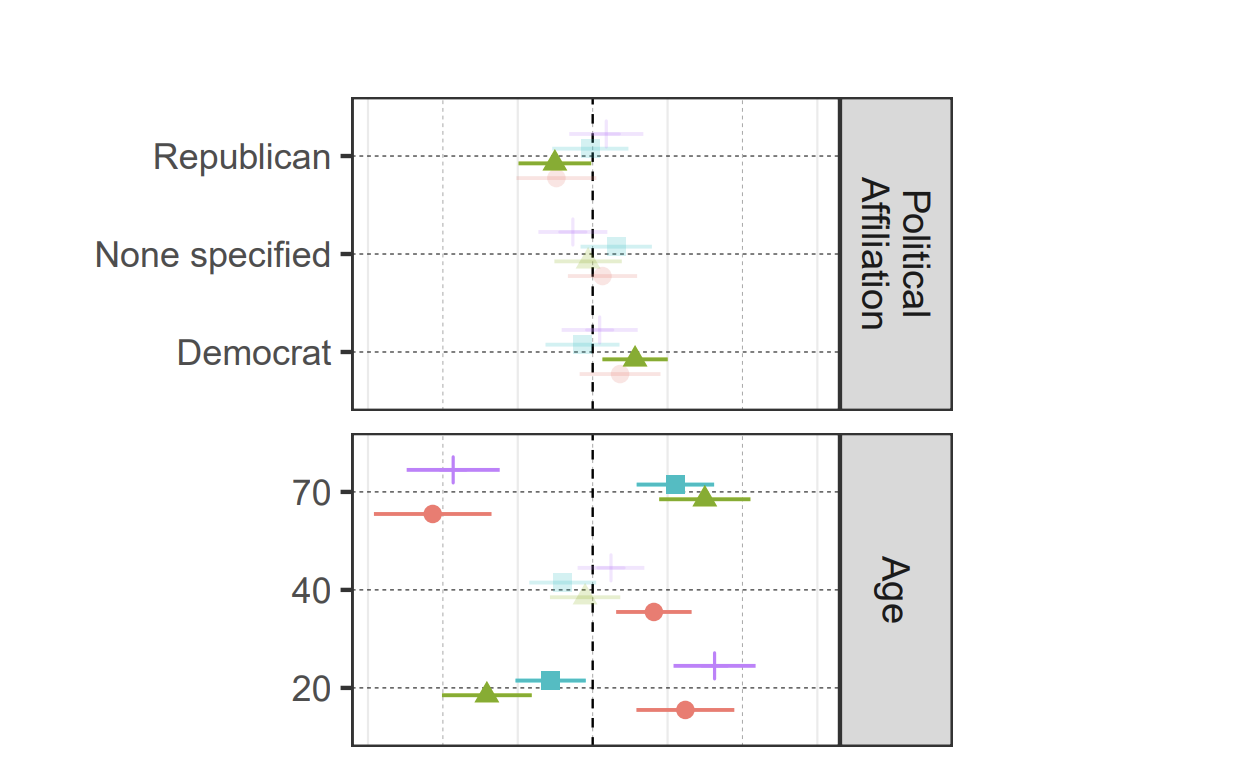 Republican
None specified
Democrat
Political
Affiliation
70
40
20
Age